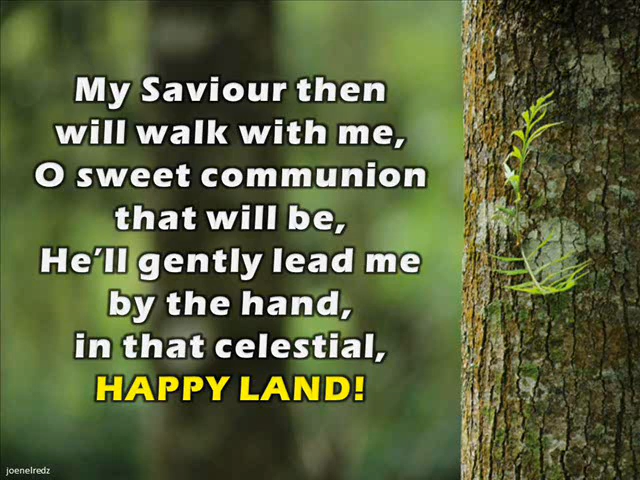 My Saviour then
will walk with me,
O sweet communion
that will be,
He'll gently lead me
by the hand,
in that celestial,
HAPPY LAND!
joenelredz